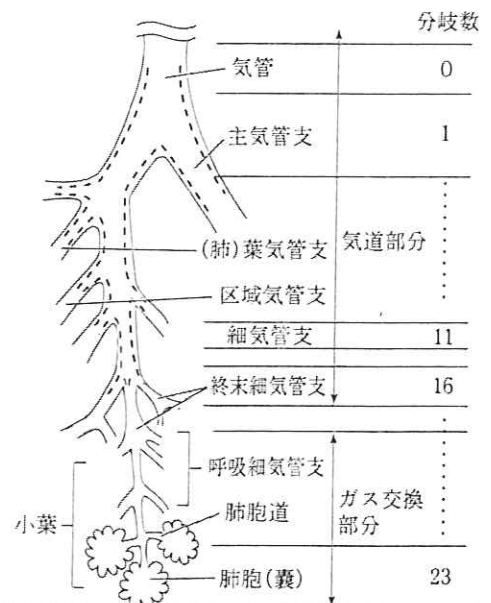 分岐数
気管
0
主気管支
1
(肺)葉気管支
気道部分
区域気管支
細気管支
11
終末細気管支
16
呼吸細気管支
小葉
肺胞道
ガス交換
部分
肺胞(嚢)
23